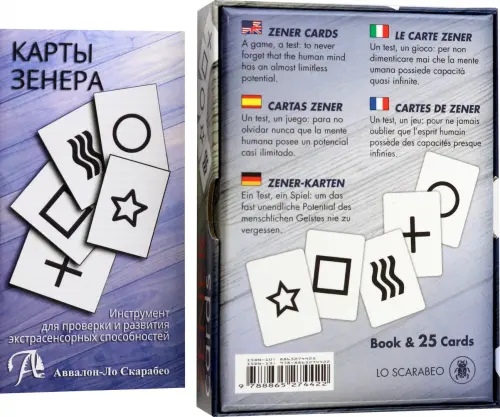 КАРТЫ
ЗЕНЕРА
Инструмент
для проверки и развития
экстрасенсорных способностей
Аввалон-Ло Скарабео
ZENER CARDS
A game, a test: to never
forget that the human mind
has an almost limitless
potential.
CARTAS ZENER
Un test, un juego: para no
olvidar nunca que la mente
humana posee un potencial
casi ilimitado.
ZENER-KARTEN
Ein Test, ein Spiel: um das
fast unendliche Potential des
menschlichen Geistes nie zu
vergessen.
LE CARTE ZENER
Un test, un gioco: per non
dimenticare mai che la mente
umana possiede capacità
quasi infinite.
CARTES DE ZENER
Un test, un jeu: pour ne jamais
oublier que l'esprit humain
possède des capacités presque
infinies.
Book & 25 Cards
9 788865 274422
LO SCARABEO